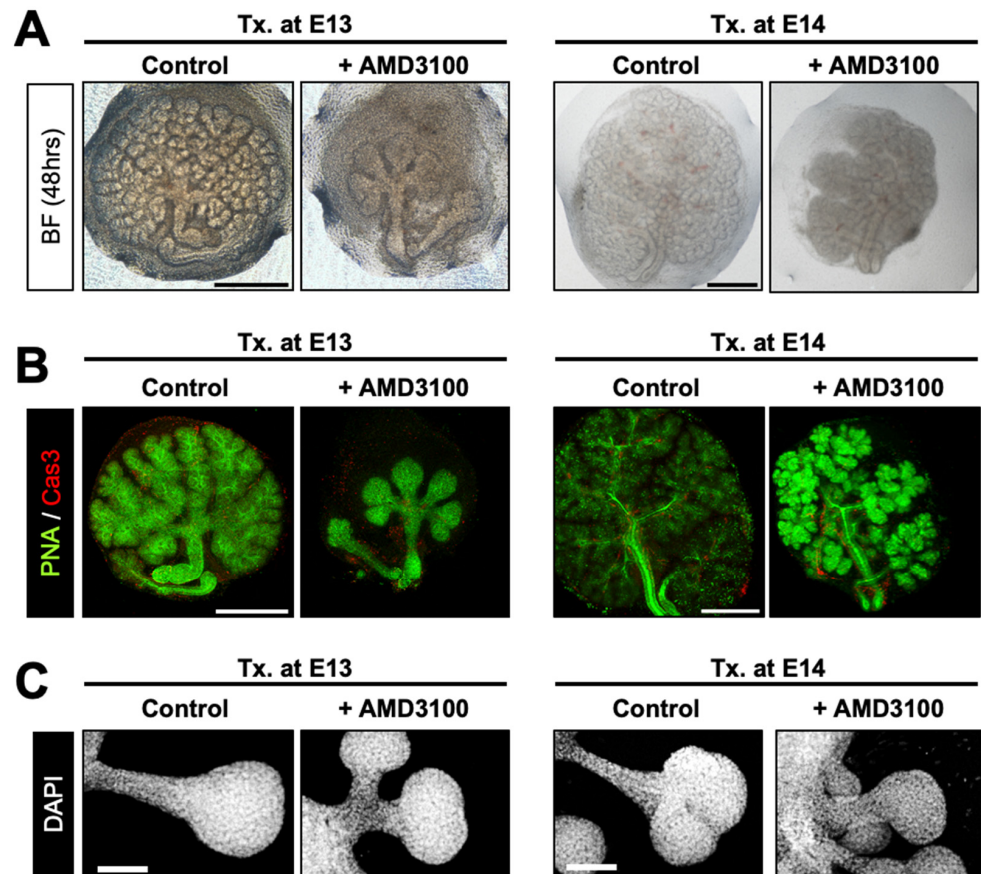 A
Tx. at E13
Tx. at E14
Control
+ AMD3100
Control
+ AMD3100
BF (48hrs)
B
Tx. at E13
Tx. at E14
Control
+ AMD3100
Control
+ AMD3100
PNA / Cas3
C
Tx. at E13
Tx. at E14
Control
+ AMD3100
Control
+ AMD3100
DAPI